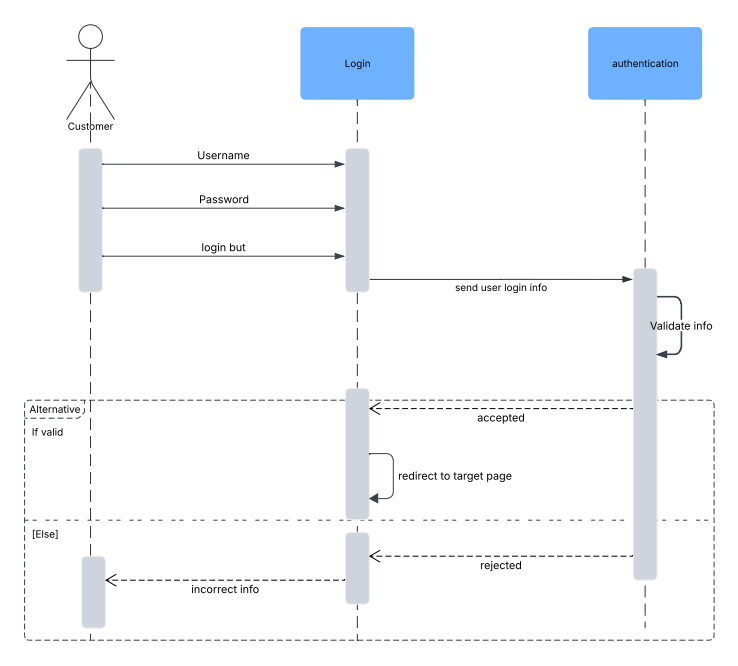 Login
authentication
Customer
Username
Password
login but
send user login info
Validate info
Alternative
accepted
If valid
redirect to target page
[Else]
rejected
incorrect info